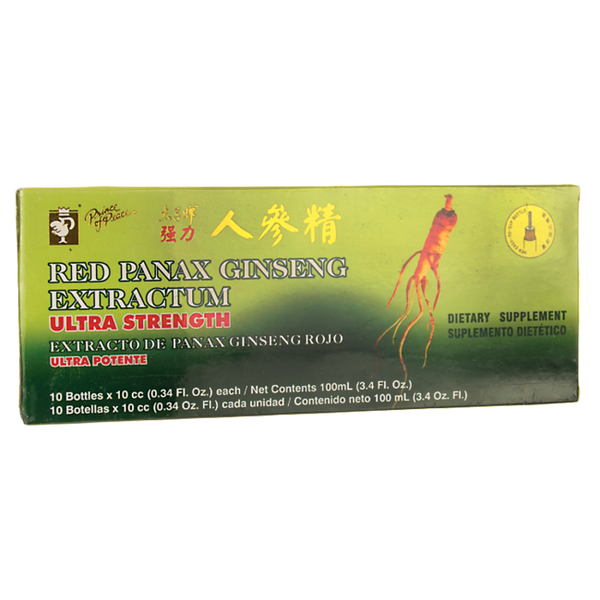 Prince of Peace
强力
人參精
RED PANAX GINSENG
EXTRACTUM
ULTRA STRENGTH
EXTRACTO DE PANAX GINSENG ROJO
ULTRA POTENTE
DIETARY SUPPLEMENT
SUPLEMENTO DIETÉTICO
10 Bottles x 10 cc (0.34 Fl. Oz.) each / Net Contents 100mL (3.4 Fl. Oz.)
10 Botellas x 10 cc (0.34 Oz. Fl.) cada unidad / Contenido neto 100 mL (3.4 Oz. Fl.)